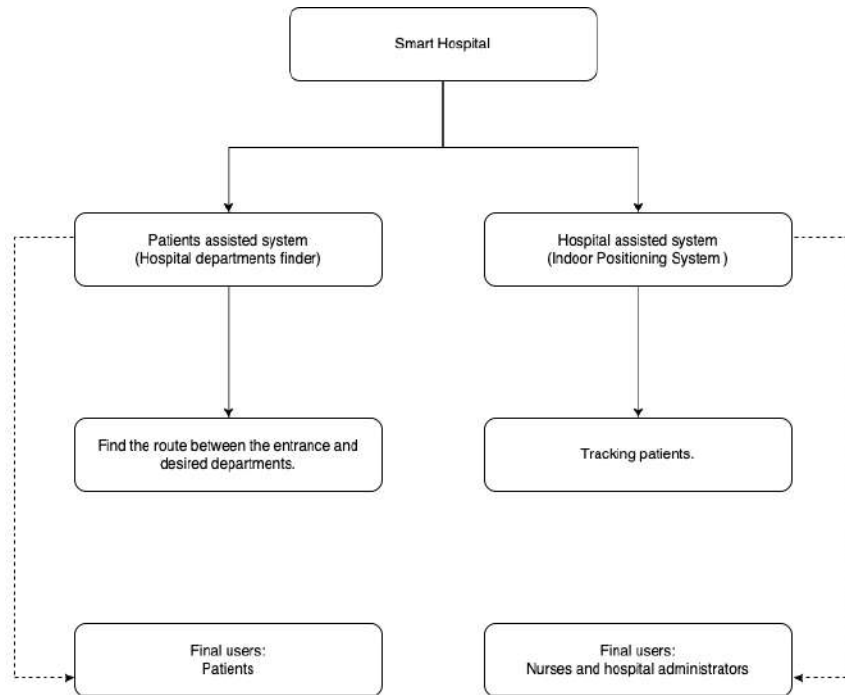 Smart Hospital
Patients assisted system
(Hospital departments finder)
Hospital assisted system
(Indoor Positioning System )
Find the route between the entrance and
desired departments.
Tracking patients.
Final users:
Patients
Final users:
Nurses and hospital administrators